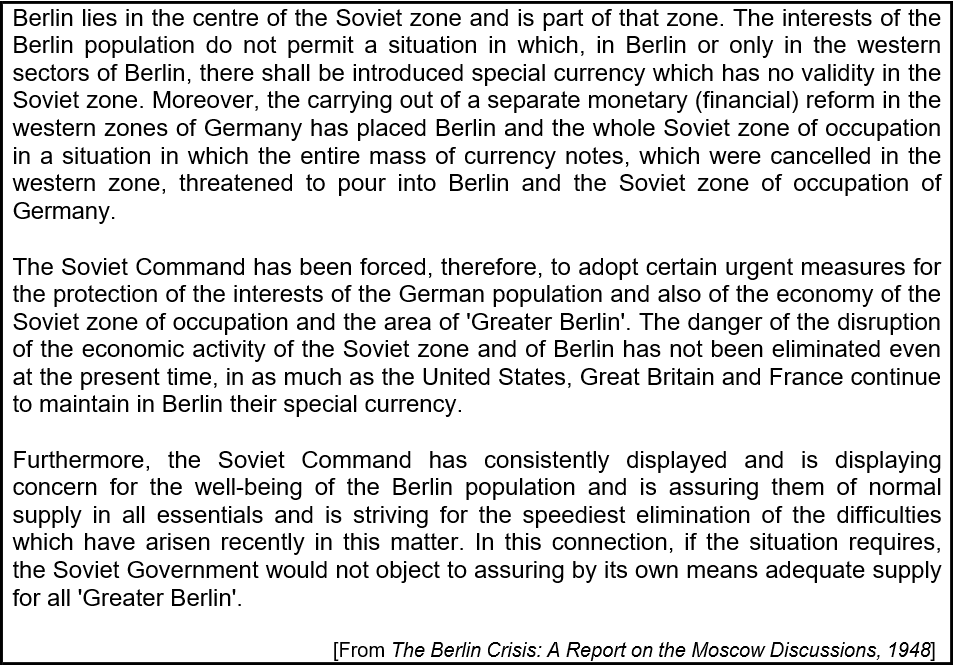 Berlin lies in the centre of the Soviet zone and is part of that zone. The interests of the
Berlin population do not permit a situation in which, in Berlin or only in the western
sectors of Berlin, there shall be introduced special currency which has no validity in the
Soviet zone. Moreover, the carrying out of a separate monetary (financial) reform in the
western zones of Germany has placed Berlin and the whole Soviet zone of occupation
in a situation in which the entire mass of currency notes, which were cancelled in the
western zone, threatened to pour into Berlin and the Soviet zone of occupation of
Germany.
The Soviet Command has been forced, therefore, to adopt certain urgent measures for
the protection of the interests of the German population and also of the economy of the
Soviet zone of occupation and the area of 'Greater Berlin'. The danger of the disruption
of the economic activity of the Soviet zone and of Berlin has not been eliminated even
at the present time, in as much as the United States, Great Britain and France continue
to maintain in Berlin their special currency.
Furthermore, the Soviet Command has consistently displayed and is displaying
concern for the well-being of the Berlin population and is assuring them of normal
supply in all essentials and is striving for the speediest elimination of the difficulties
which have arisen recently in this matter. In this connection, if the situation requires,
the Soviet Government would not object to assuring by its own means adequate supply
for all 'Greater Berlin'.
[From The Berlin Crisis: A Report on the Moscow Discussions, 1948]